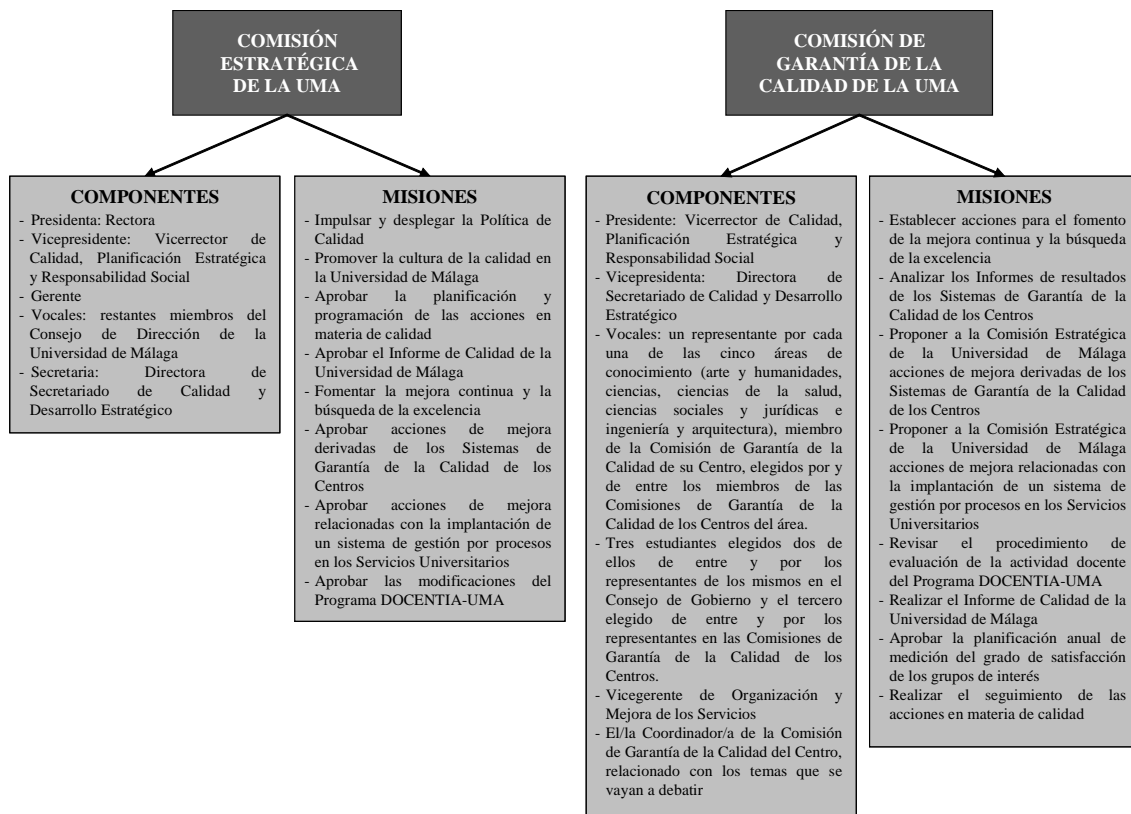 COMISIÓN
ESTRATÉGICA
DE LA UMA
COMISIÓN DE
GARANTÍA DE LA
CALIDAD DE LA UMA
COMPONENTES
- Presidenta: Rectora
- Vicepresidente: Vicerrector de
Calidad, Planificación Estratégica
y Responsabilidad Social
- Gerente
- Vocales: restantes miembros del
Consejo de Dirección de la
Universidad de Málaga
- Secretaria: Directora de
Secretariado de Calidad y
Desarrollo Estratégico
MISIONES
- Impulsar y desplegar la Política de
Calidad
- Promover la cultura de la calidad en
la Universidad de Málaga
- Aprobar la planificación y
programación de las acciones en
materia de calidad
- Aprobar el Informe de Calidad de la
Universidad de Málaga
- Fomentar la mejora continua y la
búsqueda de la excelencia
- Aprobar acciones de mejora
derivadas de los Sistemas de
Garantía de la Calidad de los
Centros
- Aprobar acciones de mejora
relacionadas con la implantación de
un sistema de gestión por procesos
en los Servicios Universitarios
- Aprobar las modificaciones del
Programa DOCENTIA-UMA
COMPONENTES
- Presidente: Vicerrector de Calidad,
Planificación Estratégica y
Responsabilidad Social
- Vicepresidenta: Directora de
Secretariado de Calidad y Desarrollo
Estratégico
- Vocales: un representante por cada
una de las cinco áreas de
conocimiento (arte y humanidades,
ciencias, ciencias de la salud,
ciencias sociales y jurídicas e
ingeniería y arquitectura), miembro
de la Comisión de Garantía de la
Calidad de su Centro, elegidos por y
de entre los miembros de las
Comisiones de Garantía de la
Calidad de los Centros del área.
- Tres estudiantes elegidos dos de
ellos de entre y por los
representantes de los mismos en el
Consejo de Gobierno y el tercero
elegido de entre y por los
representantes en las Comisiones de
Garantía de la Calidad de los
Centros.
- Vicegerente de Organización y
Mejora de los Servicios
- El/la Coordinador/a de la Comisión
de Garantía de la Calidad del Centro,
relacionado con los temas que se
vayan a debatir
MISIONES
- Establecer acciones para el fomento
de la mejora continua y la búsqueda
de la excelencia
- Analizar los Informes de resultados
de los Sistemas de Garantía de la
Calidad de los Centros
- Proponer a la Comisión Estratégica
de la Universidad de Málaga
acciones de mejora derivadas de los
Sistemas de Garantía de la Calidad
de los Centros
- Proponer a la Comisión Estratégica
de la Universidad de Málaga
acciones de mejora relacionadas con
la implantación de un sistema de
gestión por procesos en los Servicios
Universitarios
- Revisar el procedimiento de
evaluación de la actividad docente
del Programa DOCENTIA-UMA
- Realizar el Informe de Calidad de la
Universidad de Málaga
- Aprobar la planificación anual de
medición del grado de satisfacción
de los grupos de interés
- Realizar el seguimiento de las
acciones en materia de calidad